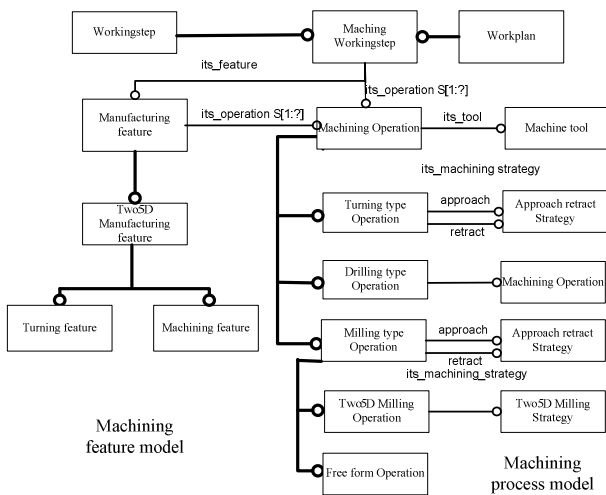 Workingstep
Maching
Workingstep
Workplan
its_feature
its_operation S[1:?]
Manufacturing
feature
its_operation S[1:?]
Machining Operation
its_tool
Machine tool
its_machining strategy
Two5D
Manufacturing
feature
Turning type
Operation
approach
retract
Approach retract
Strategy
Drilling type
Operation
Machining Operation
Turning feature
Machining feature
Milling type
Operation
approach
retract
Approach retract
Strategy
its_machining_strategy
Two5D Milling
Operation
Two5D Milling
Strategy
Free form Operation
Machining
feature model
Machining
process model